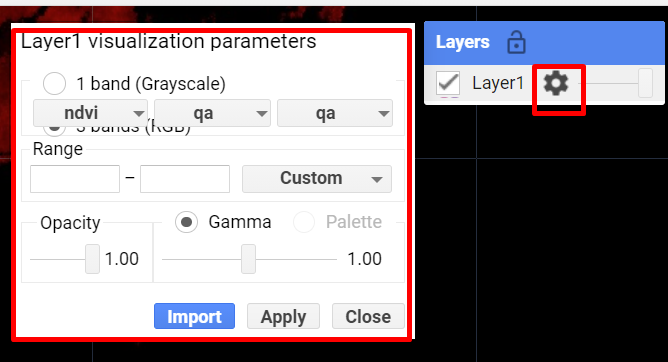 Layer1 visualization parameters
1 band (Grayscale)
ndvi qa qa
3 bands (RGB)
Range
– Custom
Opacity Gamma Palette
1.00 1.00
Import Apply Close
Layers
Layer1